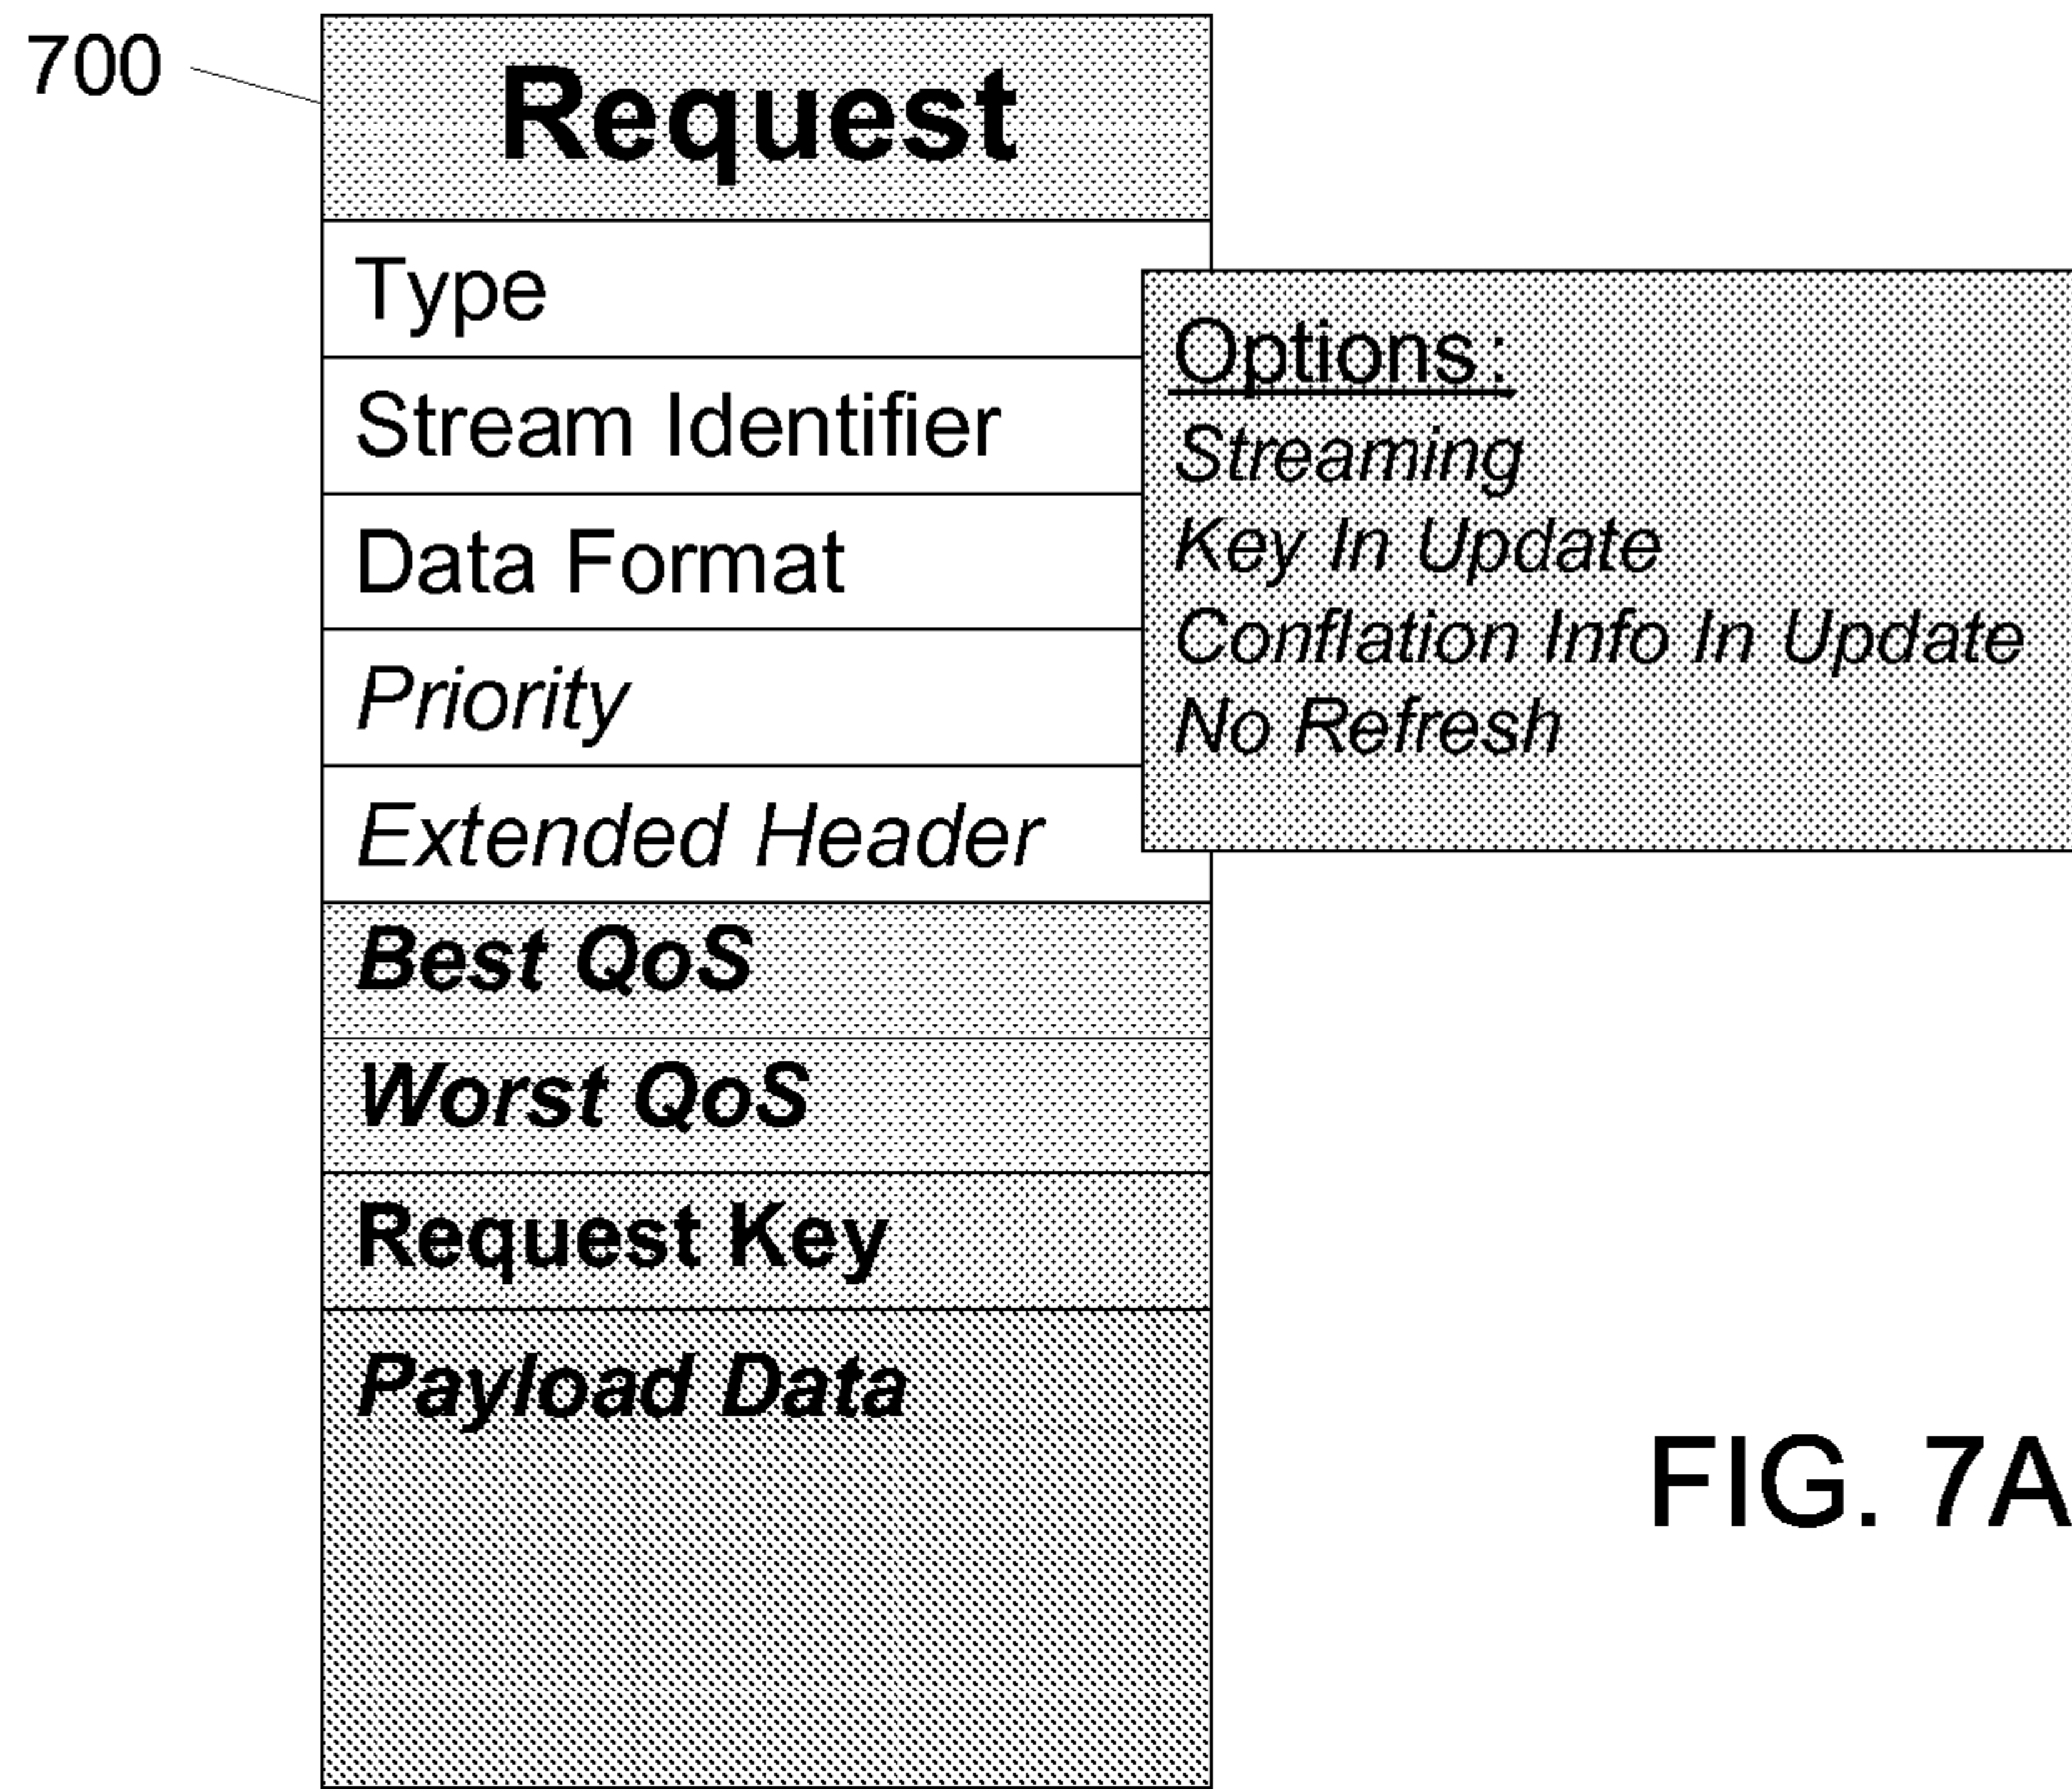 700
Request
Type
Stream Identifier
Data Format
Priority
Extended Header
Best QoS
Worst QoS
Request Key
Payload Data
Options:
Streaming
Key In Update
Conflation Info In Update
No Refresh
FIG. 7A